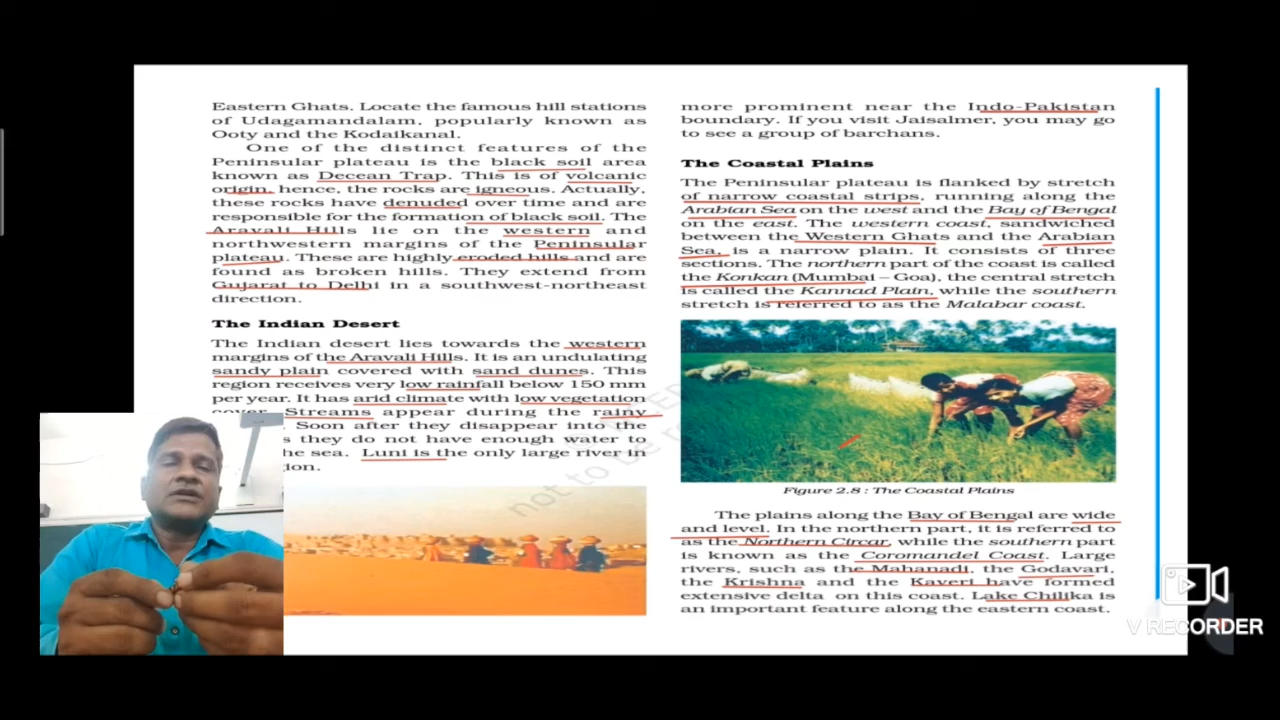 Eastern Ghats. Locate the famous hill stations
of Udagamandalam, popularly known as
Ooty and the Kodaikanal.
One of the distinct features of the
Peninsular plateau is the black soil area
known as Decean Trap. This is of volcanic
origin, hence, the rocks are igneous. Actually,
these rocks have denuded over time and are
responsible for the formation of black soil. The
Aravali Hills lie on the western and
northwestern margins of the Peninsular
plateau. These are highly eroded hills and are
found as broken hills. They extend from
Gujarat to Delhi in a southwest-northeast
direction.
The Indian Desert
The Indian desert lies towards the western
margins of the Aravali Hills. It is an undulating
sandy plain covered with sand dunes. This
region receives very low rainfall below 150 mm
per year. It has arid climate with low vegetation
cover. Streams appear during the rainy
Soon after they disappear into the
they do not have enough water to
the sea. Luni is the only large river in
more prominent near the Indo-Pakistan
boundary. If you visit Jaisalmer, you may go
to see a group of barchans.
The Coastal Plains
The Peninsular plateau is flanked by stretch
of narrow coastal strips, running along the
Arabian Sea on the west and the Bay of Bengal
on the east. The western coast, sandwiched
between the Western Ghats and the Arabian
Sea, is a narrow plain. It consists of three
sections. The northern part of the coast is called
the Konkan (Mumbai – Goa), the central stretch
is called the Kannad Plain, while the southern
stretch is referred to as the Malabar coast.
Figure 2.8 : The Coastal Plains
The plains along the Bay of Bengal are wide
and level. In the northern part, it is referred to
as the Northern Circar, while the southern part
is known as the Coromandel Coast. Large
rivers, such as the Mahanadi, the Godavari,
the Krishna and the Kaveri have formed
extensive delta on this coast. Lake Chilika is
an important feature along the eastern coast.
not to be re
V RECORDER